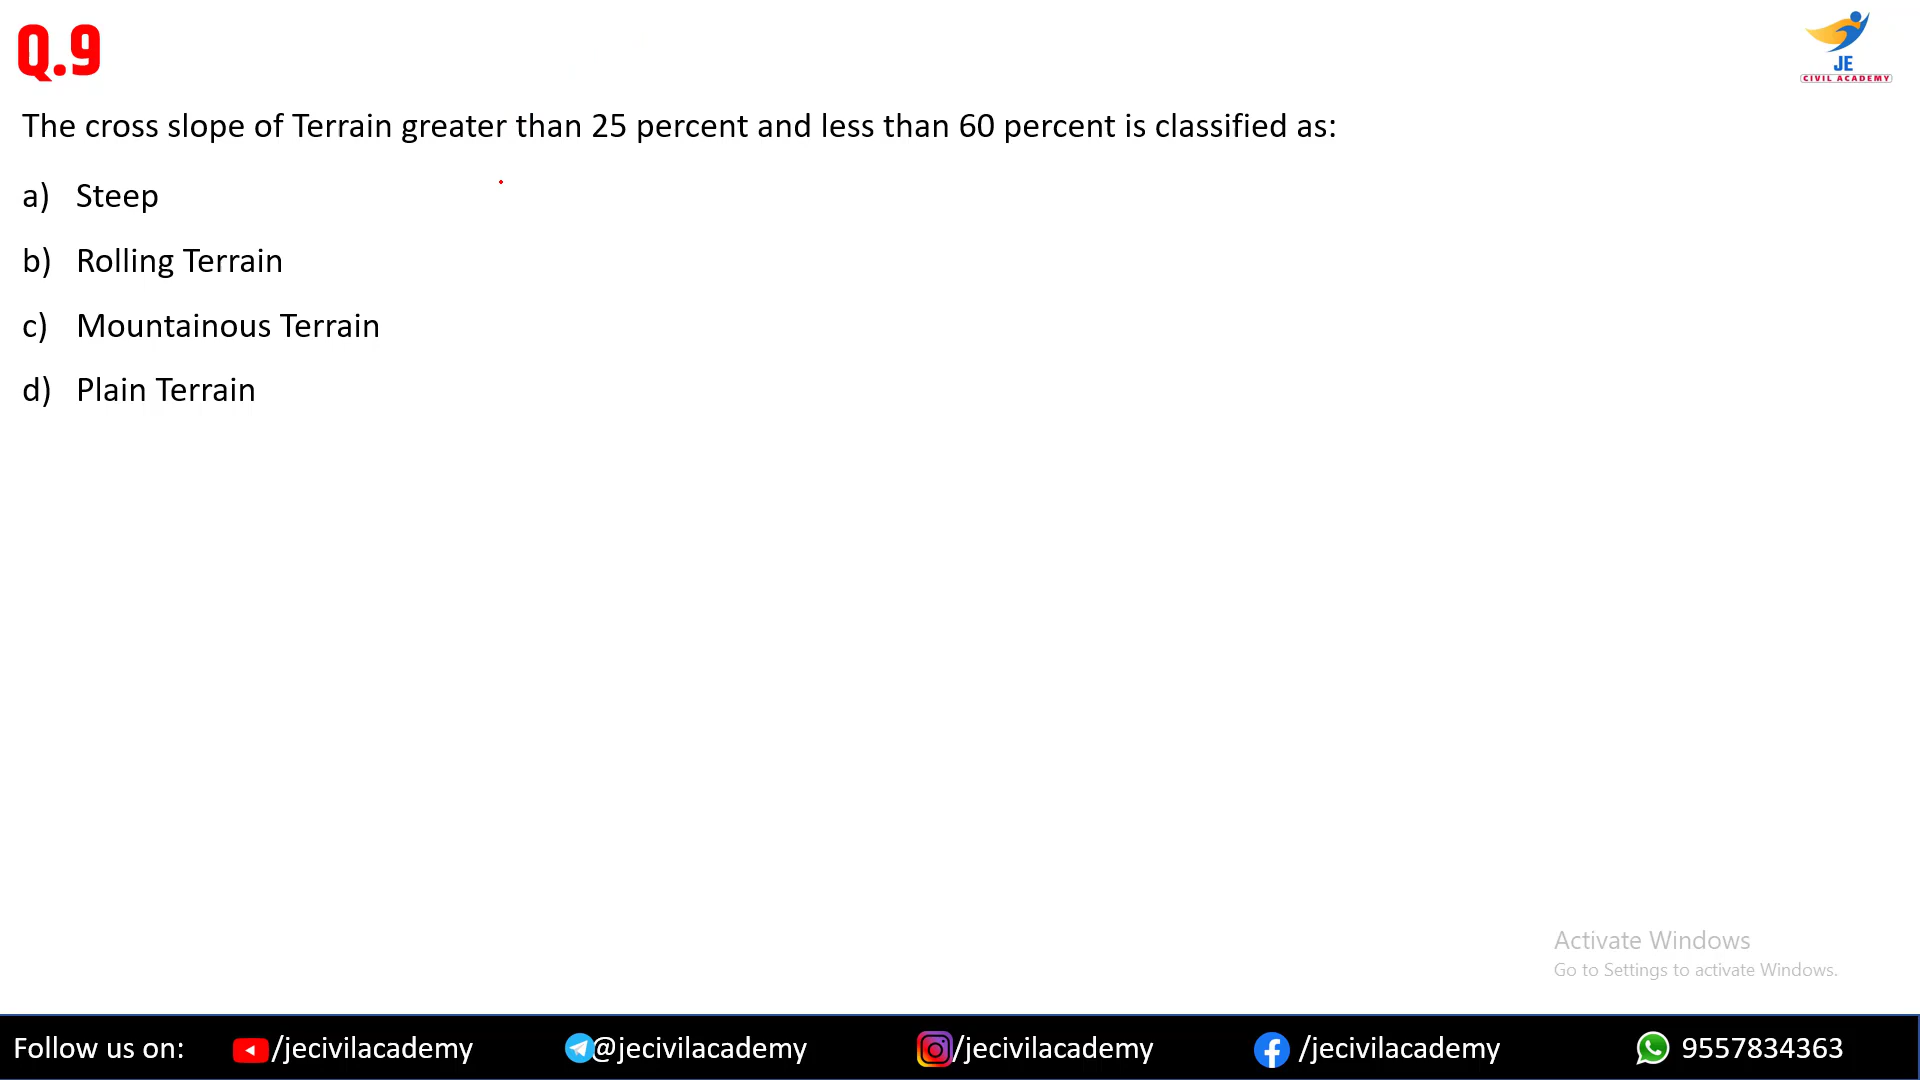 Q.9
JE
CIVIL ACADEMY
The cross slope of Terrain greater than 25 percent and less than 60 percent is classified as:
a) Steep
b) Rolling Terrain
c) Mountainous Terrain
d) Plain Terrain
Activate Windows
Go to Settings to activate Windows.
Follow us on: /jecivilacademy @jecivilacademy /jecivilacademy /jecivilacademy 9557834363